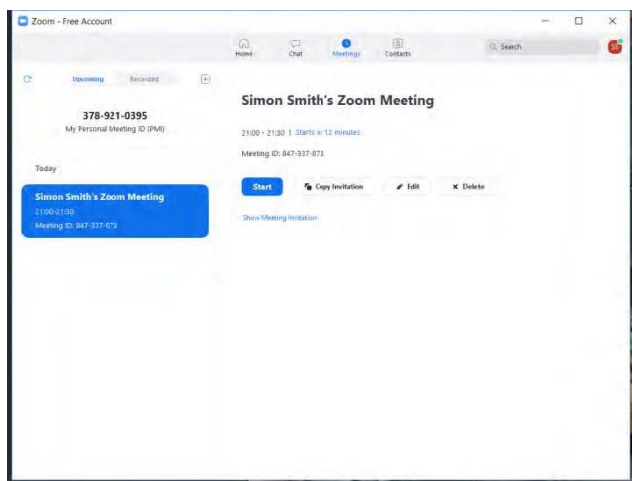 Zoom - Free Account
Home Chat Meetings Contacts
Search
SS
Upcoming Recorded
378-921-0395
My Personal Meeting ID (PMI)
Today
Simon Smith's Zoom Meeting
21:00-21:30
Meeting ID: 847-337-873
Simon Smith's Zoom Meeting
21:00 - 21:30 | Starts in 12 minutes
Meeting ID: 847-337-873
Start Copy Invitation Edit Delete
Show Meeting Invitation